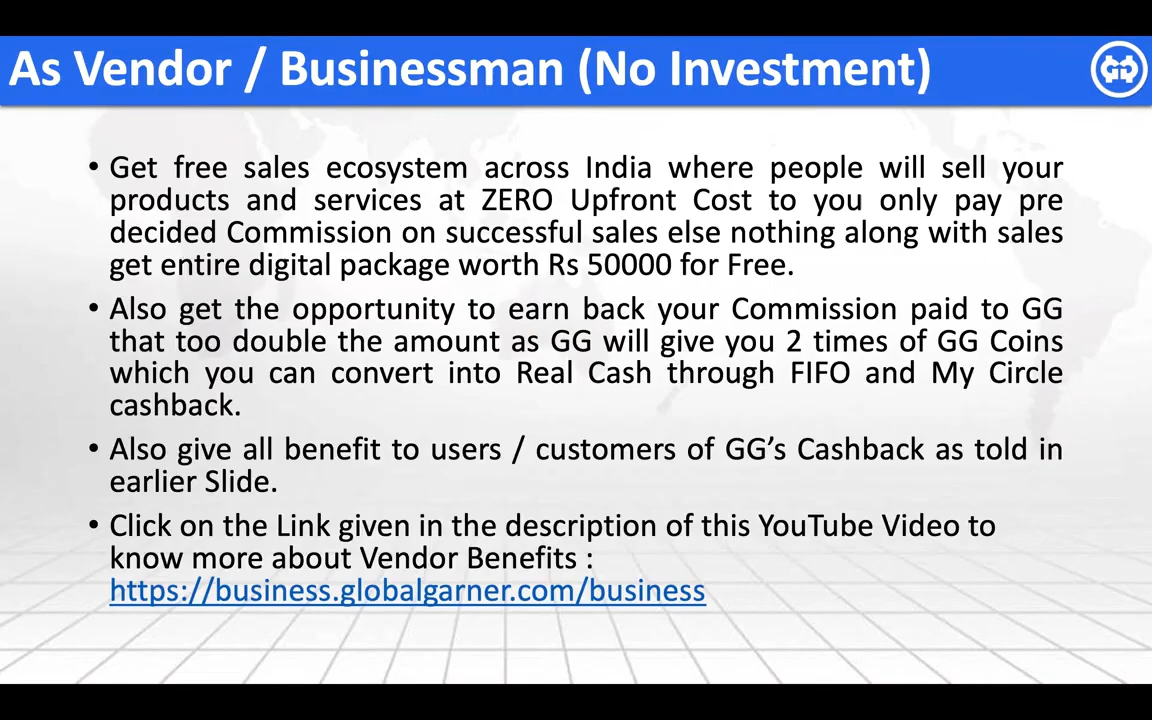 As Vendor / Businessman (No Investment)
• Get free sales ecosystem across India where people will sell your
products and services at ZERO Upfront Cost to you only pay pre
decided Commission on successful sales else nothing along with sales
get entire digital package worth Rs 50000 for Free.
• Also get the opportunity to earn back your Commission paid to GG
that too double the amount as GG will give you 2 times of GG Coins
which you can convert into Real Cash through FIFO and My Circle
cashback.
• Also give all benefit to users / customers of GG’s Cashback as told in
earlier Slide.
• Click on the Link given in the description of this YouTube Video to
know more about Vendor Benefits :
https://business.globalgarner.com/business